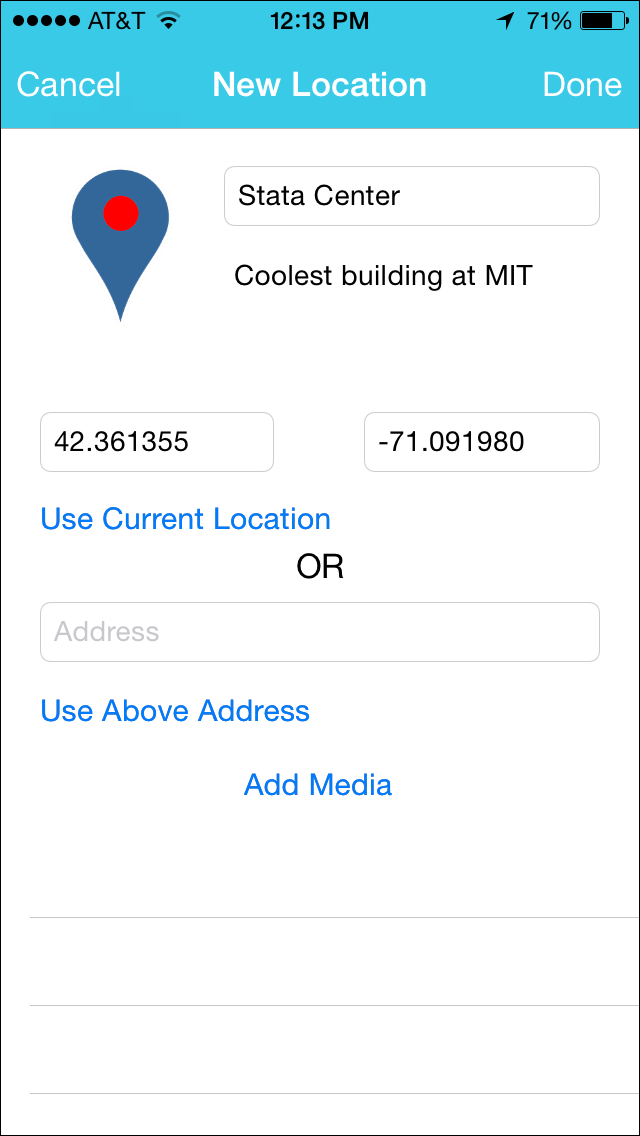 AT&T 12:13 PM 71%
Cancel New Location Done
Stata Center
Coolest building at MIT
42.361355 -71.091980
Use Current Location
OR
Address
Use Above Address
Add Media